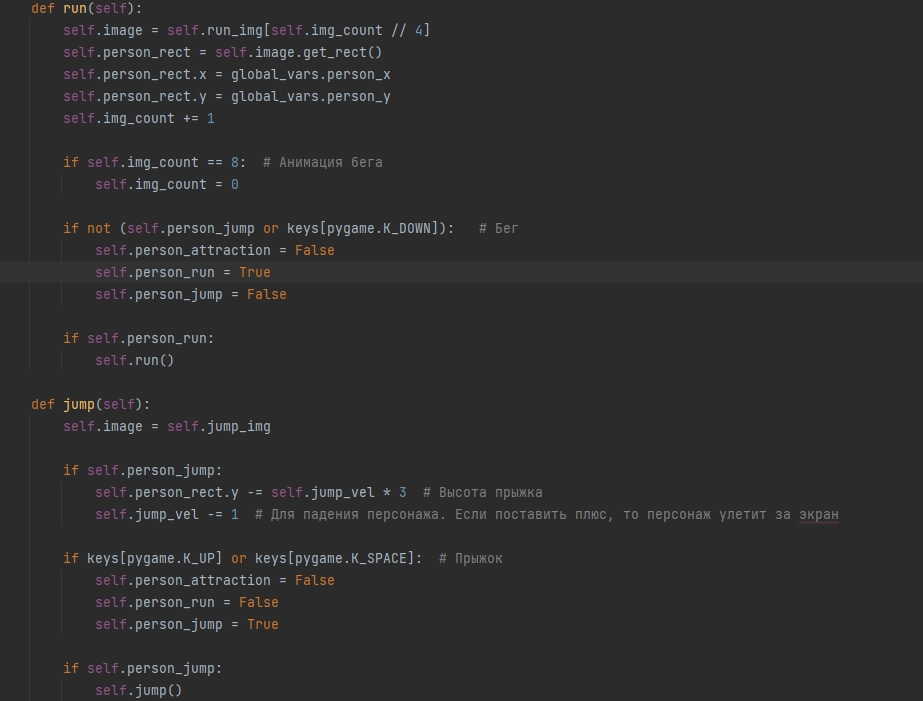 def run(self):
    self.image = self.run_img[self.img_count // 4]
    self.person_rect = self.image.get_rect()
    self.person_rect.x = global_vars.person_x
    self.person_rect.y = global_vars.person_y
    self.img_count += 1

    if self.img_count == 8:  # Анимация бега
        self.img_count = 0

    if not (self.person_jump or keys[pygame.K_DOWN]):   # Бег
        self.person_attraction = False
        self.person_run = True
        self.person_jump = False

    if self.person_run:
        self.run()

def jump(self):
    self.image = self.jump_img

    if self.person_jump:
        self.person_rect.y -= self.jump_vel * 3  # Высота прыжка
        self.jump_vel -= 1  # Для падения персонажа. Если поставить плюс, то персонаж улетит за экран

    if keys[pygame.K_UP] or keys[pygame.K_SPACE]:  # Прыжок
        self.person_attraction = False
        self.person_run = False
        self.person_jump = True

    if self.person_jump:
        self.jump()